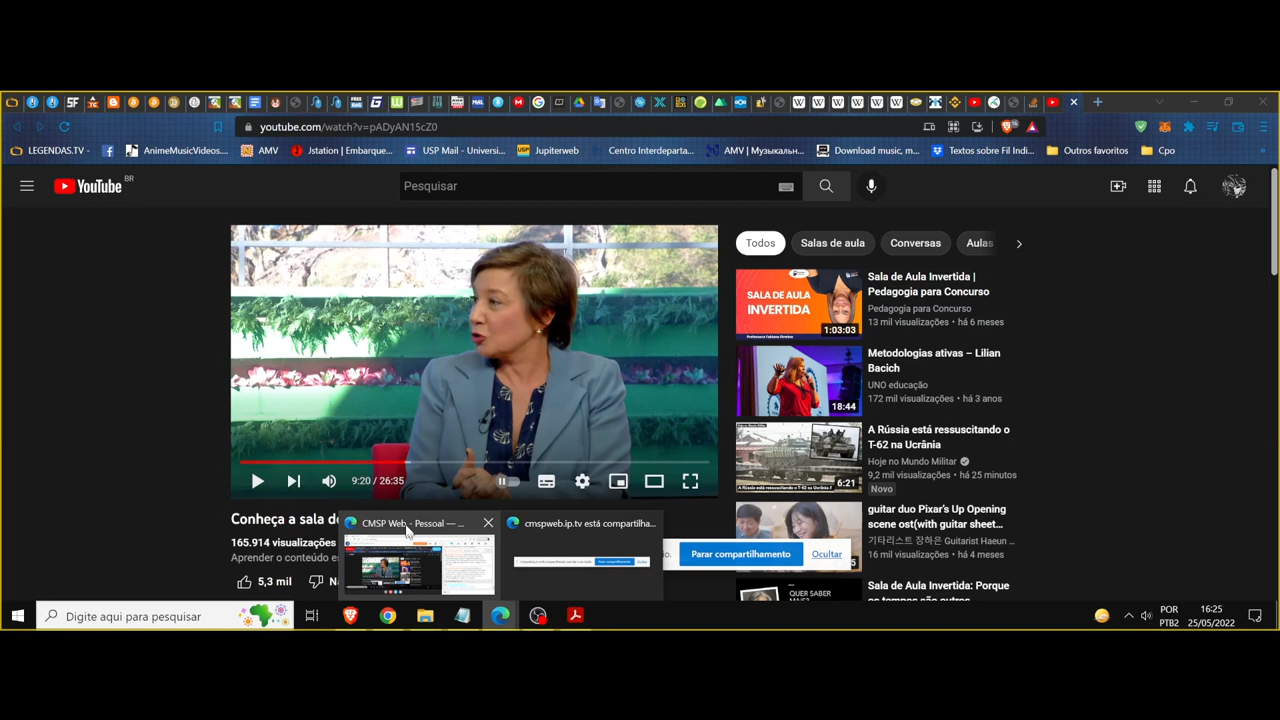 youtube.com/watch?v=pADyAN15cZ0
LEGENDAS.TV -
AnimeMusicVideos...
AMV
Jstation | Embarque...
USP Mail - Universi...
Jupiterweb
Centro Interdeparta...
AMV | Музыкальн...
Download music, m...
Textos sobre Fil Indi...
Outros favoritos
Cpo
YouTube BR
Pesquisar
Todos
Salas de aula
Conversas
Aulas
SALA DE AULA
INVERTIDA
1:03:03
Sala de Aula Invertida |
Pedagogia para Concurso
Pedagogia para Concurso
13 mil visualizações • há 6 meses
18:44
Metodologias ativas – Lilian
Bacich
UNO educação
172 mil visualizações • há 3 anos
6:21
A Rússia está ressuscitando o
T-62 na Ucrânia
Hoje no Mundo Militar
9,2 mil visualizações • há 25 minutos
Novo
guitar duo Pixar’s Up Opening
scene ost(with guitar sheet...
기타리스트 장하은 Guitarist Haeun ...
16 mil visualizações • há 4 semanas
QUER SABER
Saída de Aula Invertida: Porque
9:20 / 26:35
Conheça a sala d
165.914 visualizações
Aprender o conteúdo e
5,3 mil
CMSP Web - Pessoal — ...
cmspweb.ip.tv está compartilha...
Parar compartilhamento
Ocultar
Digite aqui para pesquisar
POR
PTB2
16:25
25/05/2022